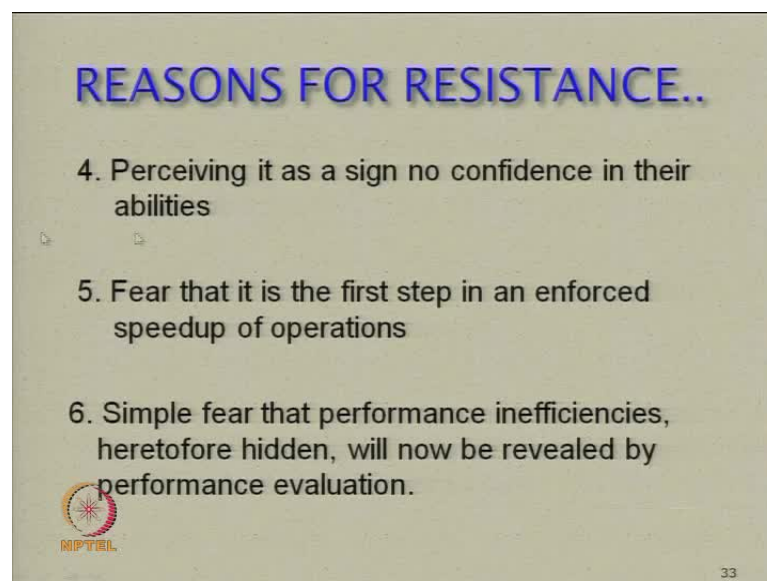 REASONS FOR RESISTANCE..
4. Perceiving it as a sign no confidence in their
abilities
5. Fear that it is the first step in an enforced
speedup of operations
6. Simple fear that performance inefficiencies,
heretofore hidden, will now be revealed by
performance evaluation.
NPTEL
33